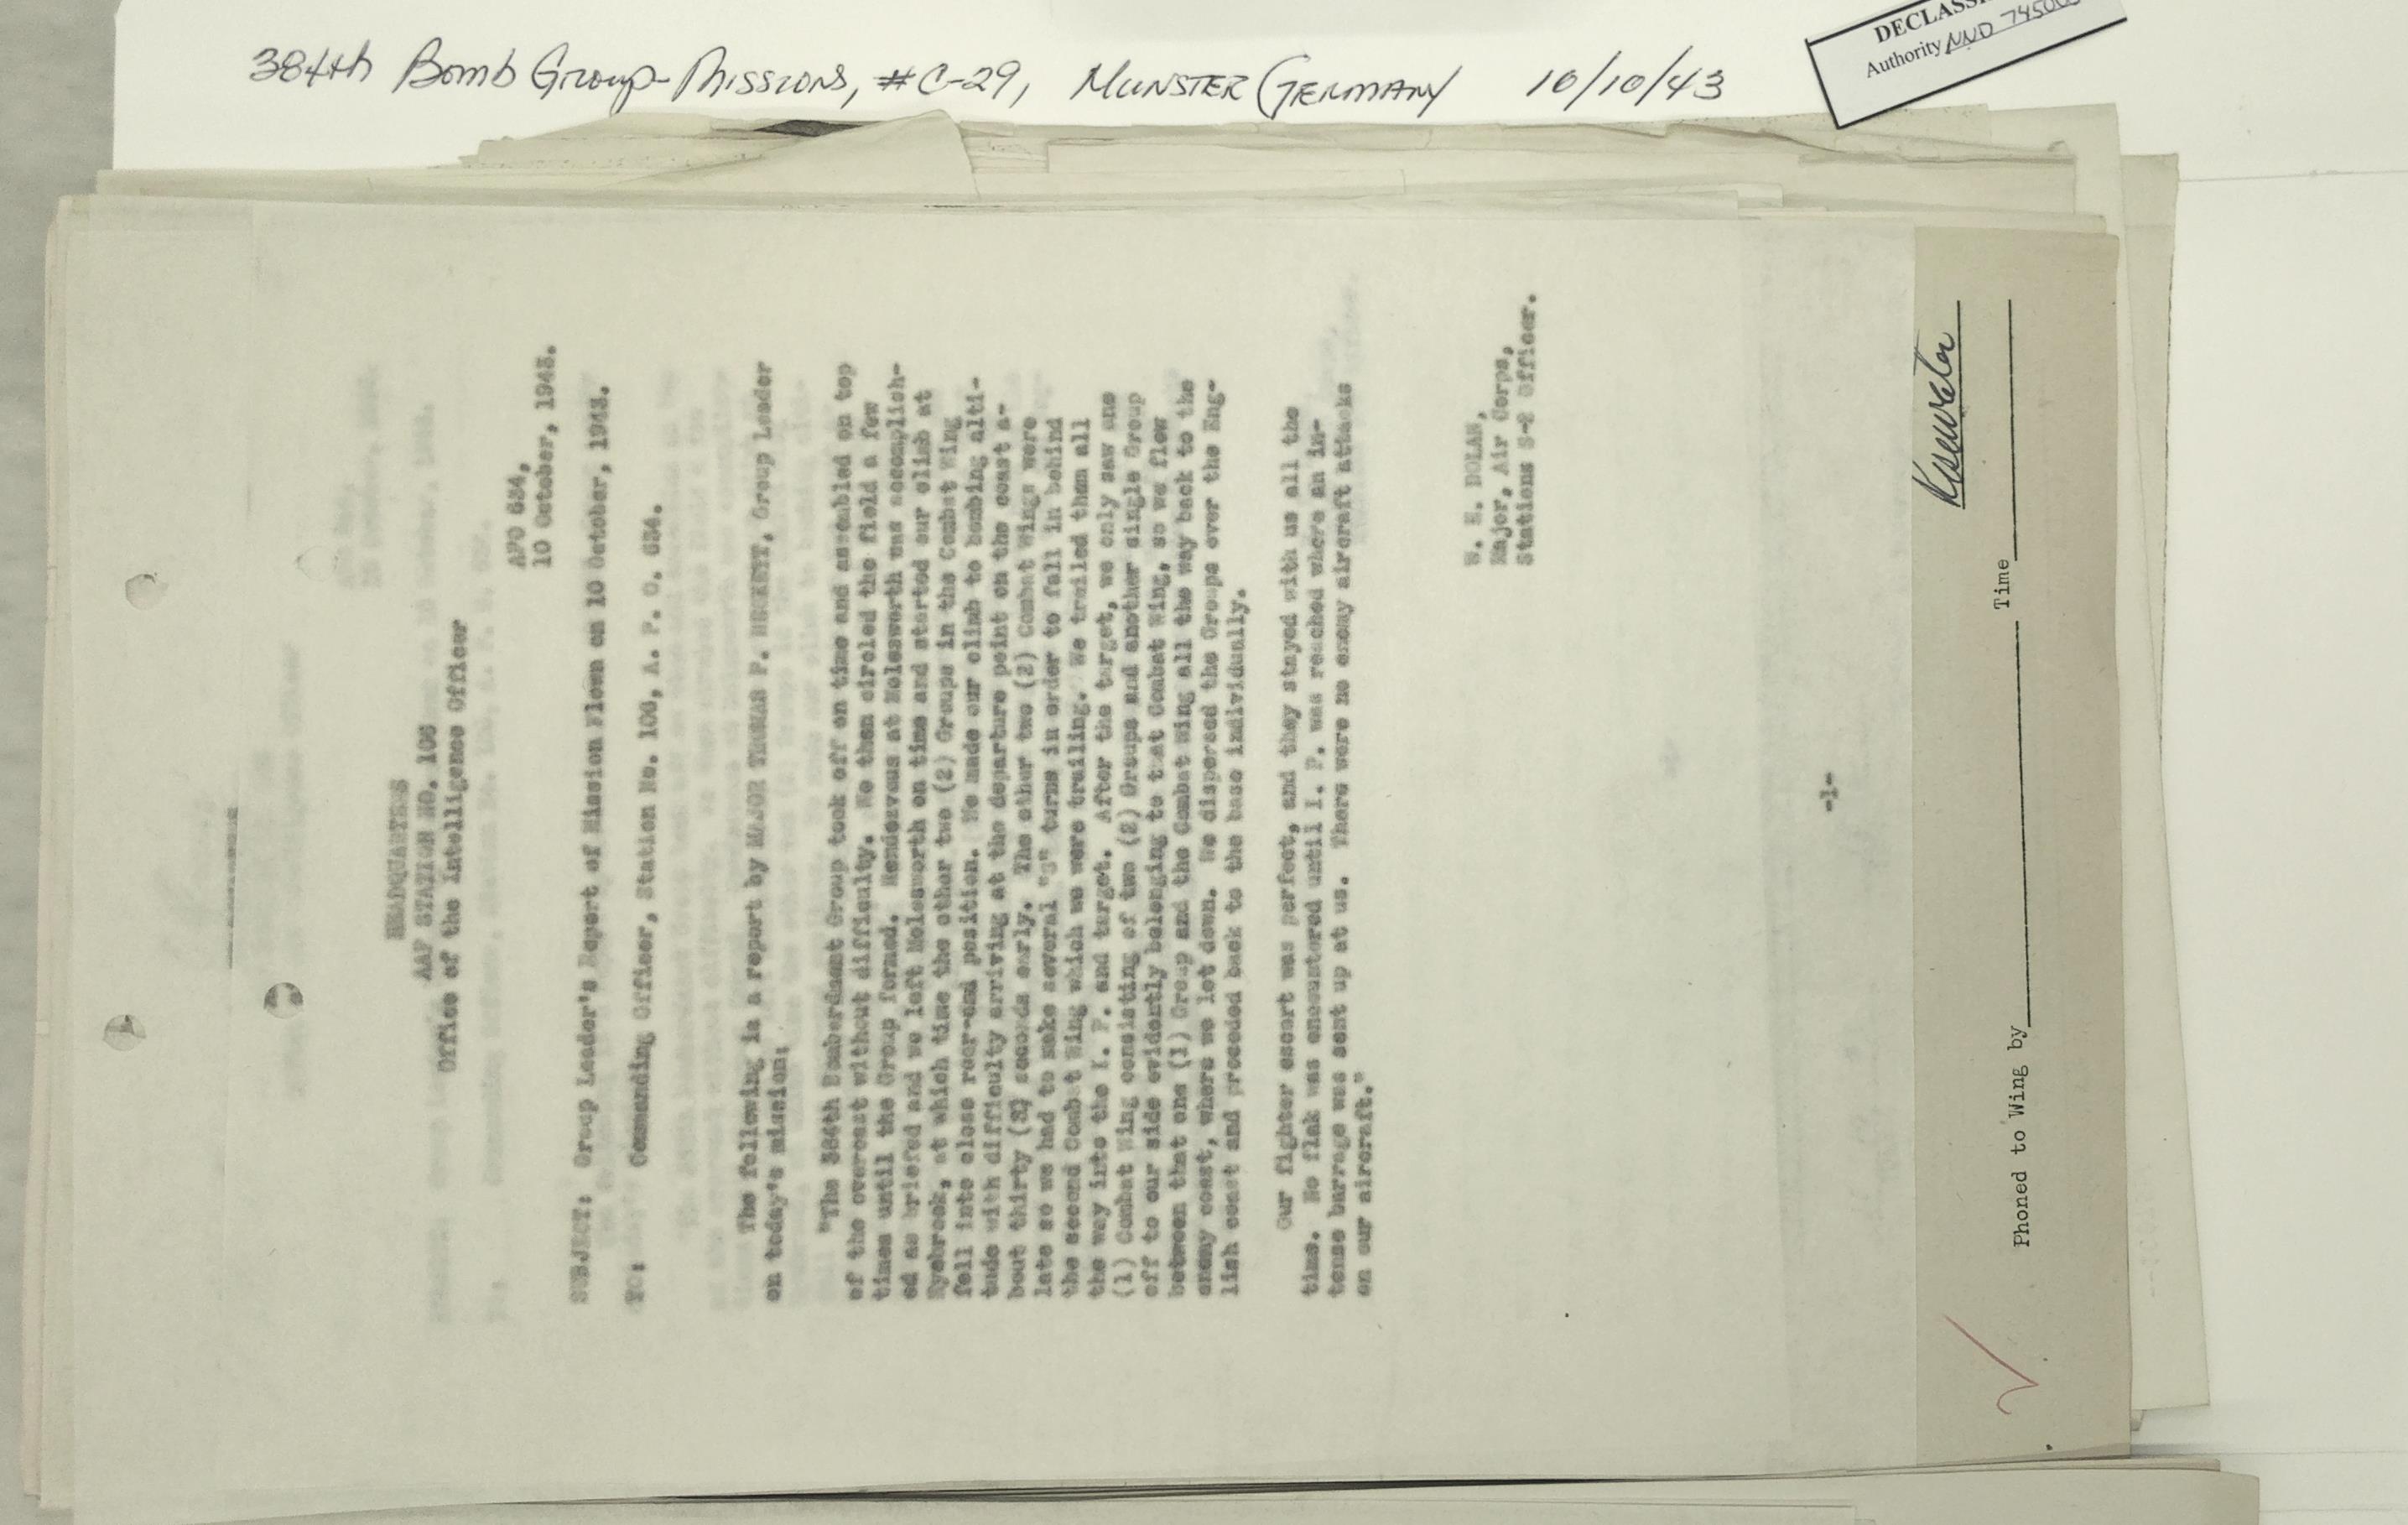 384th Bomb Group - Missions, #C-29, Munster Germany 10/10/43
DECLASSI
Authority NND 74500
HEADQUARTERS
AAF STATION NO. 106
Office of the Intelligence Officer
APO 634,
10 October, 1943.
SUBJECT: Group Leader's Report of Mission Flown on 10 October, 1943.
TO: Commanding Officer, Station No. 106, A. P. O. 634.
The following is a report by MAJOR THOMAS P. BECKETT, Group Leader
on today's mission:
"The 384th Bombardment Group took off on time and assembled on top
of the overcast without difficulty. We then circled the field a few
times until the Group formed. Rendezvous at Molesworth was accomplish-
ed as briefed and we left Molesworth on time and started our climb at
Eyebrook, at which time the other two (2) Groups in the Combat Wing
fell into close rear-end position. We made our climb to bombing alti-
tude with difficulty arriving at the departure point on the coast a-
bout thirty (3) seconds early. The other two (2) Combat Wings were
late so we had to make several "S" turns in order to fall in behind
the second Combat Wing which we were trailing. We trailed them all
the way into the I. P. and target. After the target, we only saw one
(1) Combat Wing consisting of two (2) Groups and another single Group
off to our side evidently belonging to that Combat Wing, so we flew
between that one (1) Group and the Combat Wing all the way back to the
enemy coast, where we let down. We dispersed the Groups over the Eng-
lish coast and proceded back to the base individually.
Our fighter escort was perfect, and they stayed with us all the
time. No flak was encountered until I. P. was reached where an in-
tense barrage was sent up at us. There were no enemy aircraft attacks
on our aircraft."
W. E. DOLAN,
Major, Air Corps,
Stations S-2 Officer.
-1-
Phoned to Wing by Time